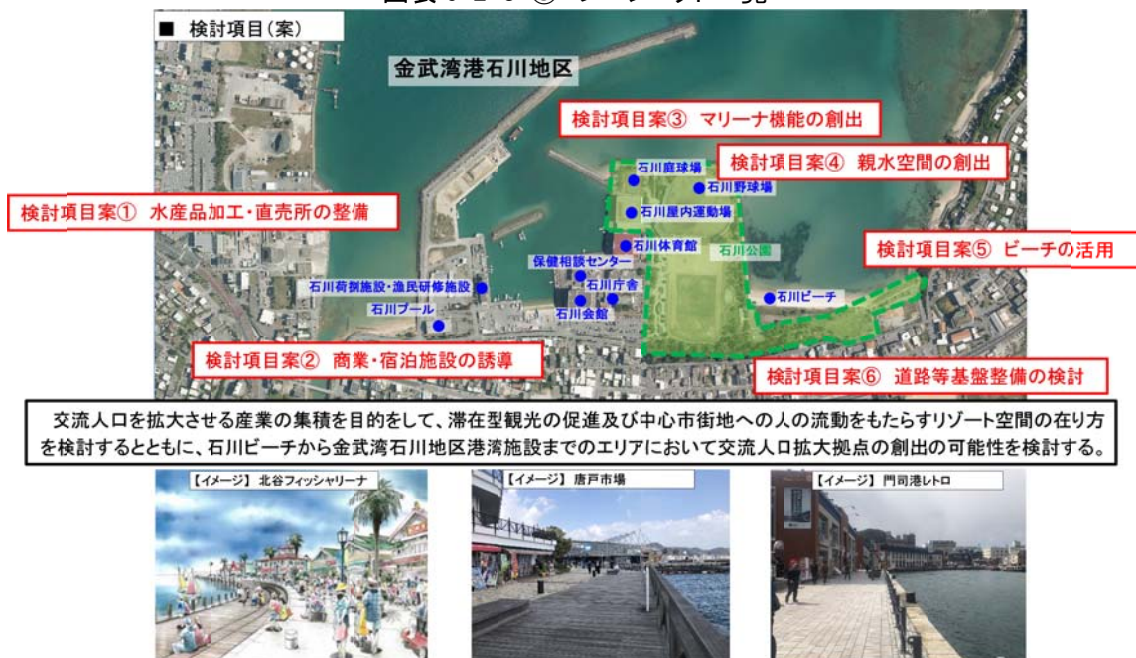 ■ 検討項目(案)
金武湾港石川地区
検討項目案③ マリーナ機能の創出
検討項目案④ 親水空間の創出
石川庭球場
石川野球場
検討項目案① 水産品加工・直売所の整備
石川屋内運動場
石川体育館
石川公園
検討項目案⑤ ビーチの活用
保健相談センター
石川荷捌施設・漁民研修施設
石川庁舎
石川ビーチ
石川プール
石川会館
検討項目案② 商業・宿泊施設の誘導
検討項目案⑥ 道路等基盤整備の検討
交流人口を拡大させる産業の集積を目的をして、滞在型観光の促進及び中心市街地への人の流動をもたらすリゾート空間の在り方
を検討するとともに、石川ビーチから金武湾石川地区港湾施設までのエリアにおいて交流人口拡大拠点の創出の可能性を検討する。
【イメージ】 北谷フィッシャリーナ
【イメージ】 唐戸市場
【イメージ】 門司港レトロ